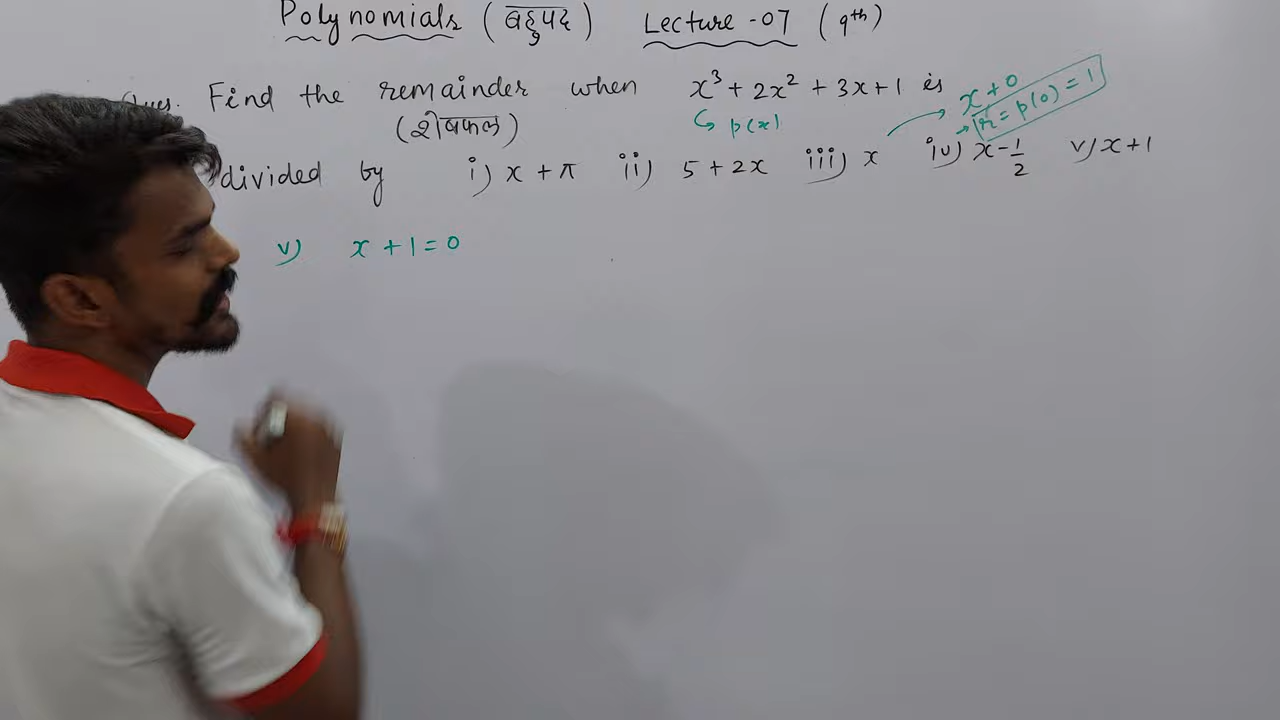 Polynomials (बहुपद) Lecture -07 (9th)
Ques. Find the remainder when x³ + 2x² + 3x + 1 is
(शेषफल) ↳ p(x) → x + 0
→ r = p(0) = 1
divided by i) x + π ii) 5 + 2x iii) x iv) x - 1/2 v) x + 1
v) x + 1 = 0